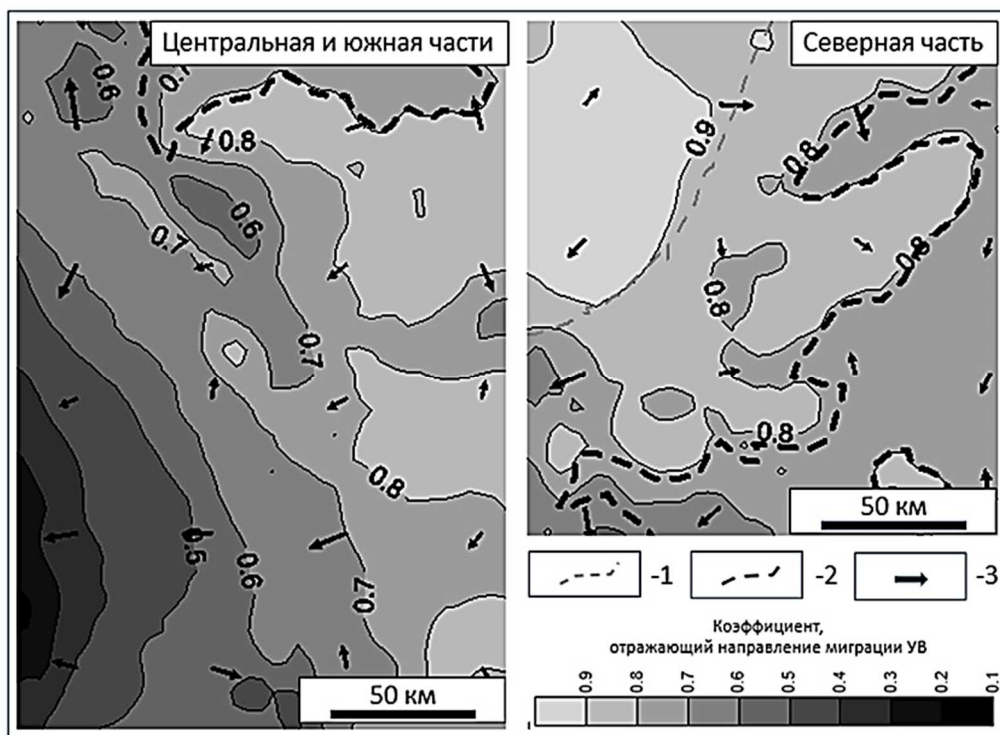 Центральная и южная части
0.6
0.7
0.8
0.6
0.7
0.7
0.8
0.5
0.6
0.7
50 км
Северная часть
0.9
0.8
0.8
0.8
0.8
50 км
-1
-2
-3
Коэффициент,
отражающий направление миграции УВ
0.9 0.8 0.7 0.6 0.5 0.4 0.3 0.2 0.1